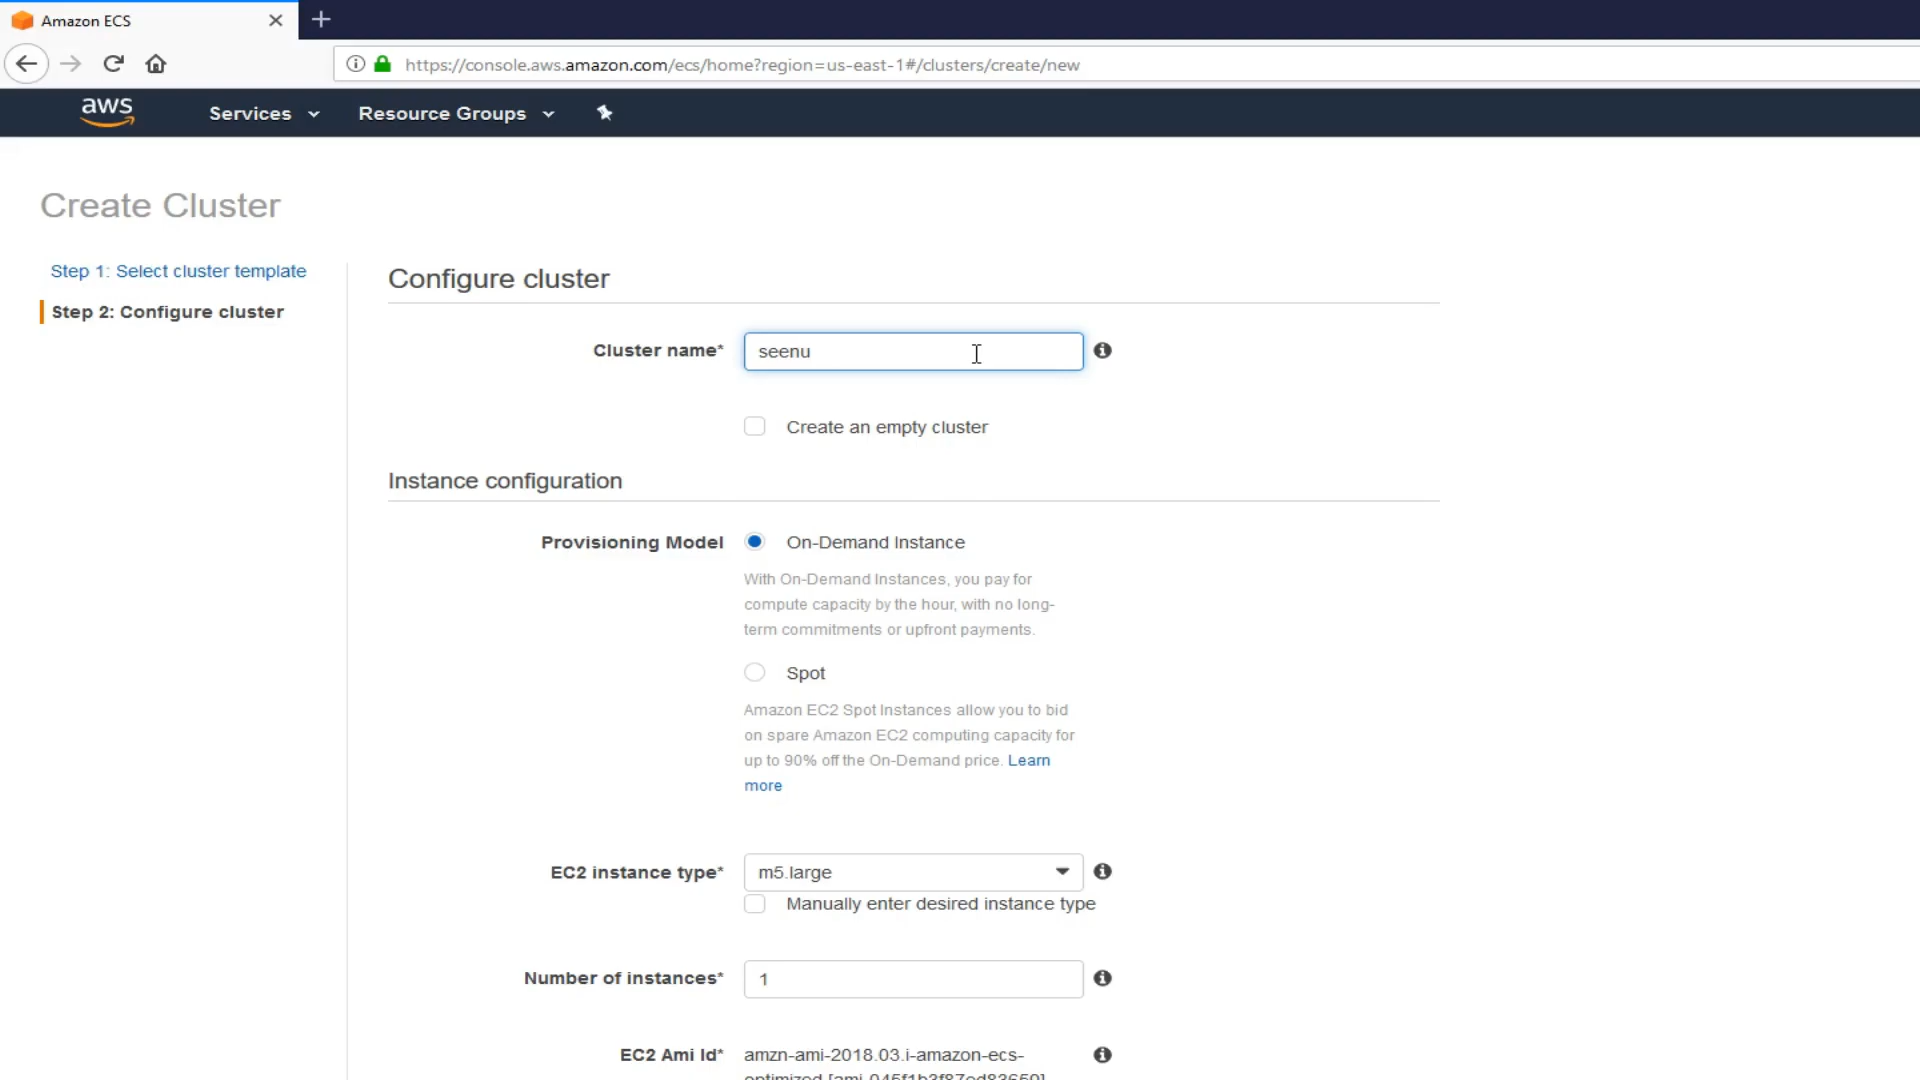 Amazon ECS
https://console.aws.amazon.com/ecs/home?region=us-east-1#/clusters/create/new
aws Services Resource Groups
Create Cluster
Step 1: Select cluster template
Step 2: Configure cluster
Configure cluster
Cluster name* seenu
Create an empty cluster
Instance configuration
Provisioning Model On-Demand Instance
With On-Demand Instances, you pay for
compute capacity by the hour, with no long-
term commitments or upfront payments.
Spot
Amazon EC2 Spot Instances allow you to bid
on spare Amazon EC2 computing capacity for
up to 90% off the On-Demand price. Learn
more
EC2 instance type* m5.large
Manually enter desired instance type
Number of instances* 1
EC2 Ami Id* amzn-ami-2018.03.i-amazon-ecs-
optimized [ami-045f1b3f87ed83659]